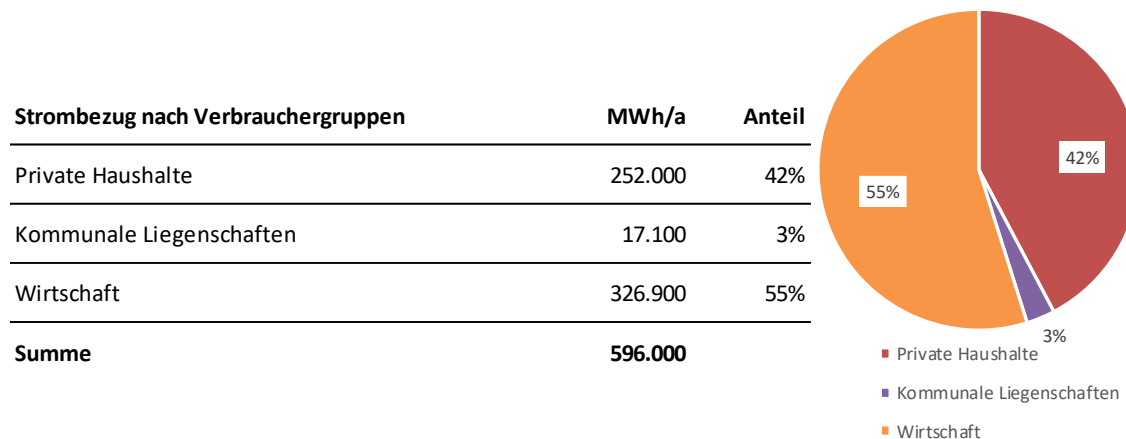 Strombezug nach Verbrauchergruppen MWh/a Anteil
Private Haushalte 252.000 42%
Kommunale Liegenschaften 17.100 3%
Wirtschaft 326.900 55%
Summe 596.000
42%
55%
3%
Private Haushalte
Kommunale Liegenschaften
Wirtschaft